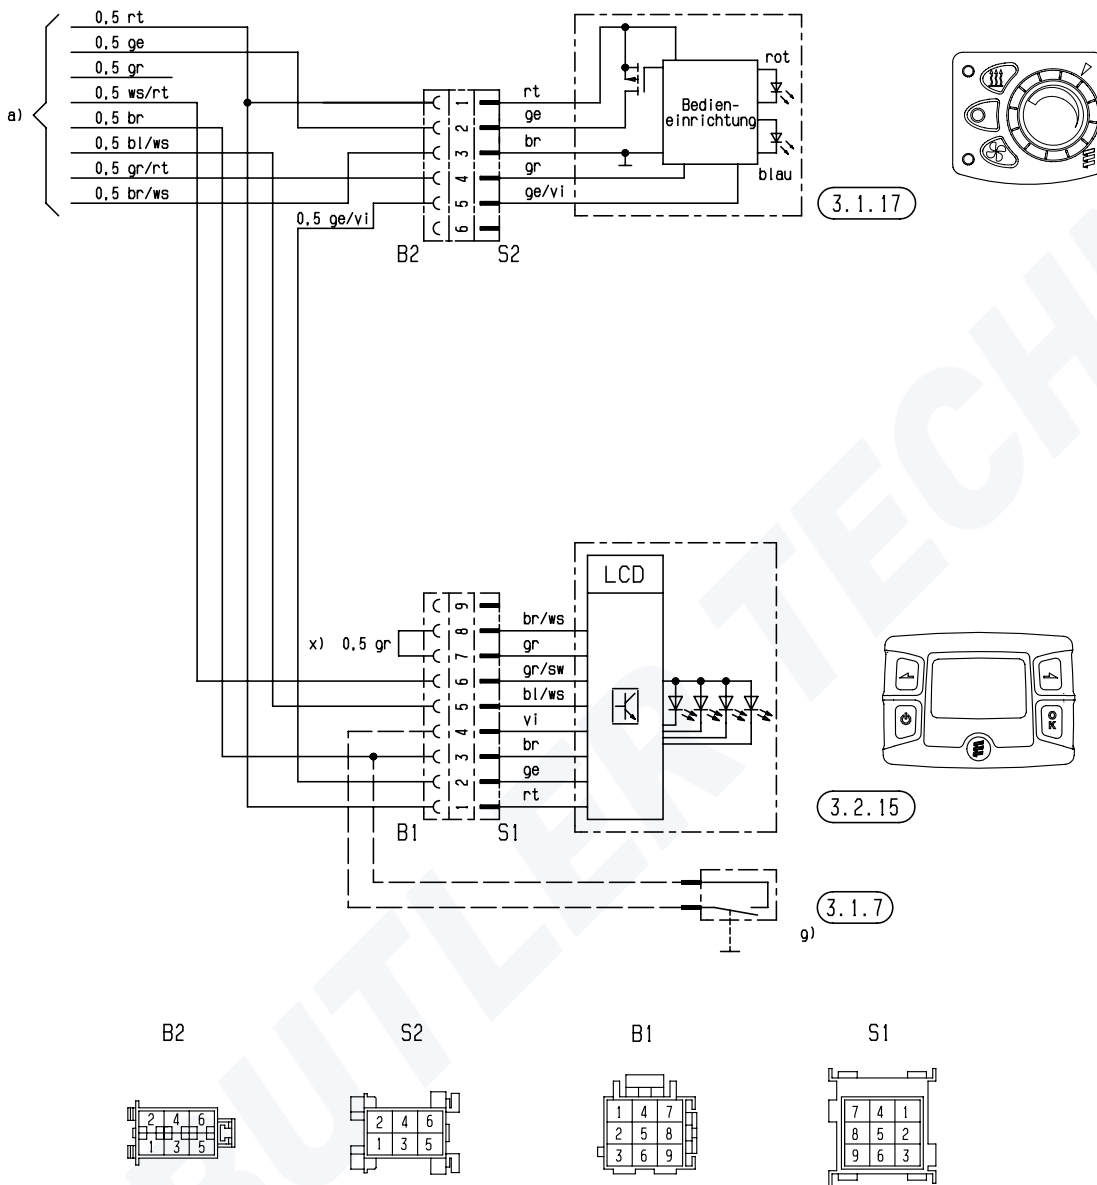 0,5 rt
0,5 ge
0,5 gr
0,5 ws/rt
a) 0,5 br
0,5 bl/ws
0,5 gr/rt
0,5 br/ws
0,5 ge/vi
1
2
3
4
5
6
B2 S2
rt
ge
br
gr
ge/vi
Bedien-
einrichtung
rot
blau
3.1.17
x) 0,5 gr
9
8
7
6
5
4
3
2
1
B1 S1
br/ws
gr
gr/sw
bl/ws
vi
br
ge
rt
LCD
OK
3.2.15
3.1.7
g)
B2 S2 B1 S1
2 4 6
1 3 5
2 4 6
1 3 5
1 4 7
2 5 8
3 6 9
7 4 1
8 5 2
9 6 3
BUTLER TECH